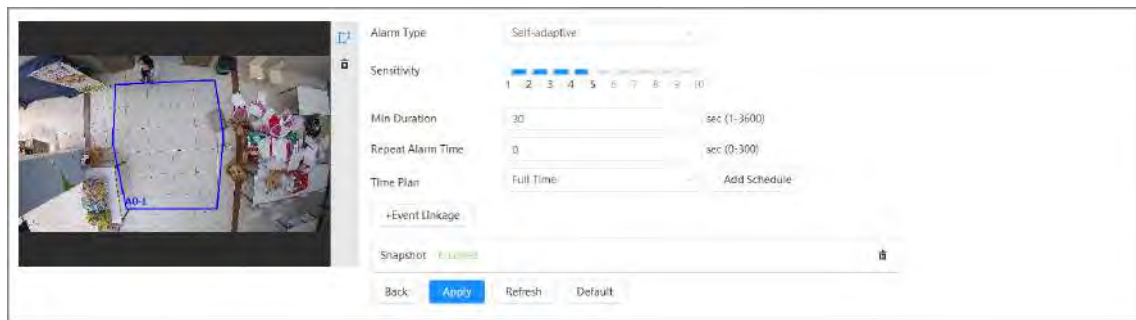 Alarm Type Self-adaptive
Sensitivity
1 2 3 4 5 6 7 8 9 10
Min Duration 30 sec (1-3600)
Repeat Alarm Time 0 sec (0-300)
Time Plan Full Time Add Schedule
AO-1
+Event Linkage
Snapshot
Back Apply Refresh Default